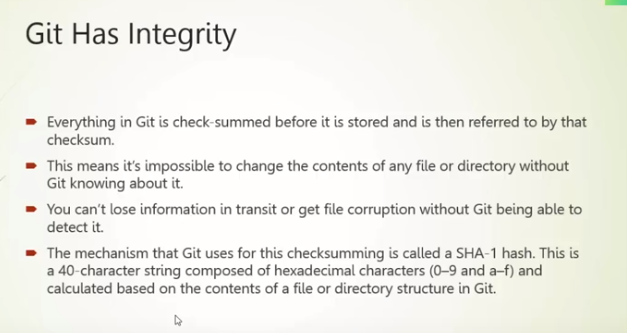 Git Has Integrity
Everything in Git is check-summed before it is stored and is then referred to by that
checksum.
This means it's impossible to change the contents of any file or directory without
Git knowing about it.
You can't lose information in transit or get file corruption without Git being able to
detect it.
The mechanism that Git uses for this checksumming is called a SHA-1 hash. This is
a 40-character string composed of hexadecimal characters (0–9 and a–f) and
calculated based on the contents of a file or directory structure in Git.